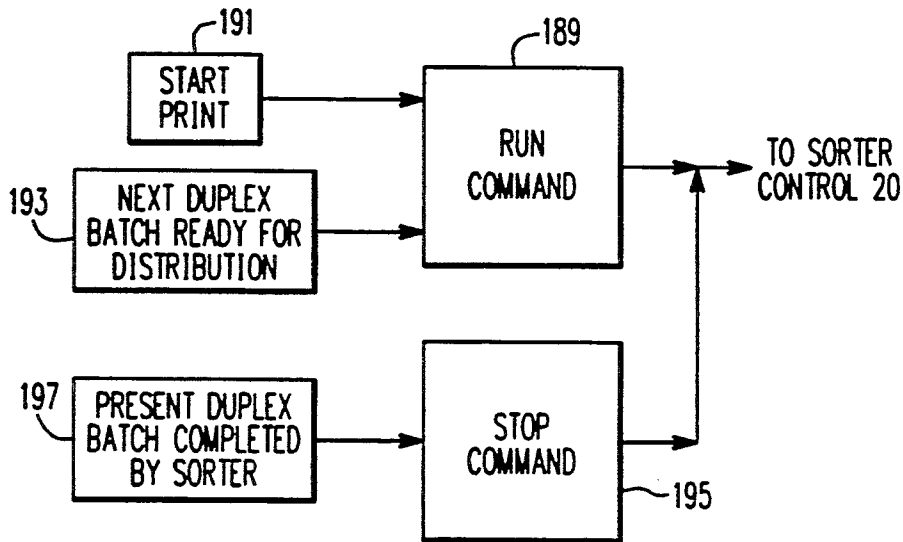 191
START
PRINT
189
RUN
COMMAND
TO SORTER
CONTROL 20
193
NEXT DUPLEX
BATCH READY FOR
DISTRIBUTION
197
PRESENT DUPLEX
BATCH COMPLETED
BY SORTER
STOP
COMMAND
195